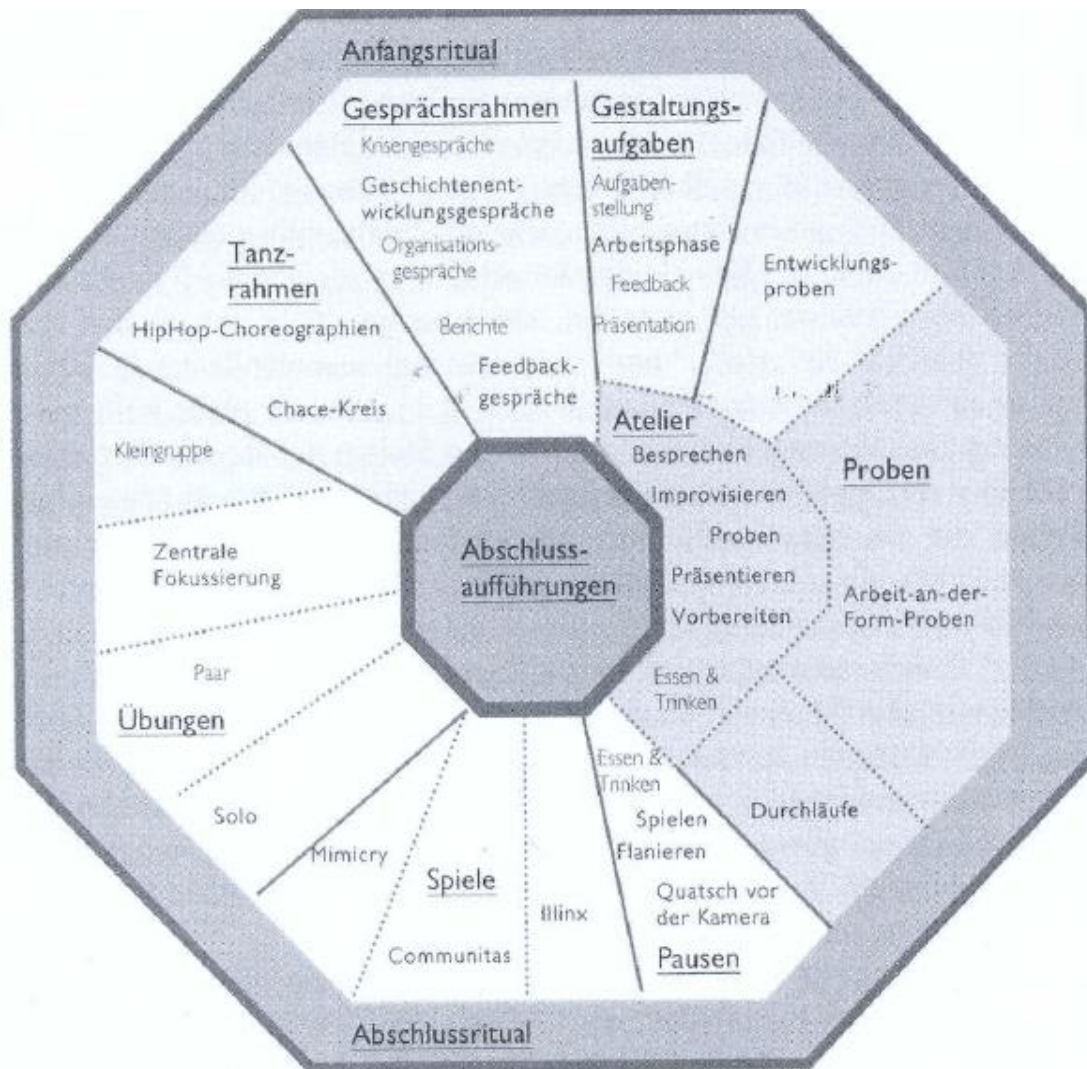 Anfangsritual
Gesprächsrahmen
Krisengespräche
Geschichtenent-
wicklungsgespräche
Organisations-
gespräche
Berichte
Feedback-
gespräche
Gestaltungs-
aufgaben
Aufgaben-
stellung
Arbeitsphase
Feedback
Präsentation
Entwicklungs-
proben
Proben
Arbeit-an-der-
Form-Proben
Durchläufe
Atelier
Besprechen
Improvisieren
Proben
Präsentieren
Vorbereiten
Essen &
Trinken
Essen &
Trinken
Spielen
Flanieren
Quatsch vor
der Kamera
Pausen
Illinx
Spiele
Communitas
Mimicry
Solo
Übungen
Paar
Zentrale
Fokussierung
Kleingruppe
Tanz-
rahmen
HipHop-Choreographien
Chace-Kreis
Abschluss-
aufführungen
Abschlussritual